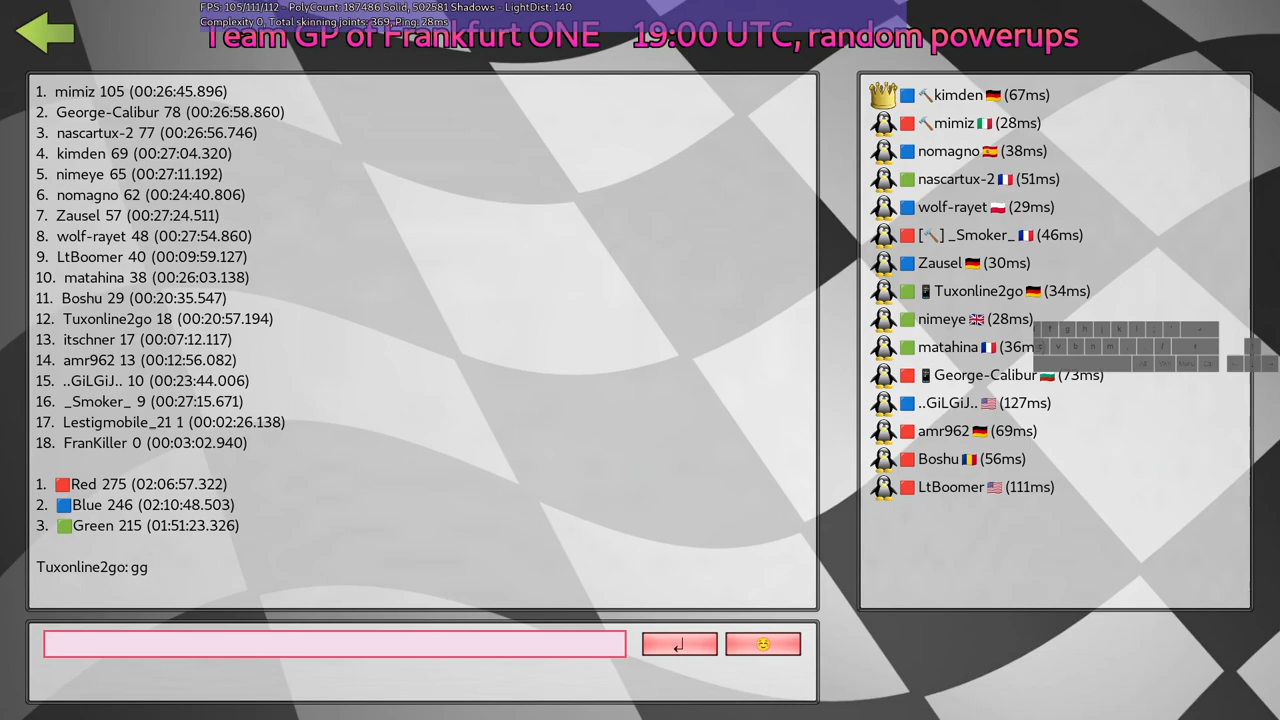 FPS: 105/111/112 - PolyCount: 187486 Solid, 502581 Shadows - LightDist: 140
Complexity 0, Total skinning joints: 369, Ping: 28ms
Team GP of Frankfurt ONE 19:00 UTC, random powerups
1. mimiz 105 (00:26:45.896)
2. George-Calibur 78 (00:26:58.860)
3. nascartux-2 77 (00:26:56.746)
4. kimden 69 (00:27:04.320)
5. nimeye 65 (00:27:11.192)
6. nomagno 62 (00:24:40.806)
7. Zausel 57 (00:27:24.511)
8. wolf-rayet 48 (00:27:54.860)
9. LtBoomer 40 (00:09:59.127)
10. matahina 38 (00:26:03.138)
11. Boshu 29 (00:20:35.547)
12. Tuxonline2go 18 (00:20:57.194)
13. itschner 17 (00:07:12.117)
14. amr962 13 (00:12:56.082)
15. ..GiLGiJ.. 10 (00:23:44.006)
16. _Smoker_ 9 (00:27:15.671)
17. Lestigmobile_21 1 (00:02:26.138)
18. FranKiller 0 (00:03:02.940)
1. 🟥Red 275 (02:06:57.322)
2. 🟦Blue 246 (02:10:48.503)
3. 🟩Green 215 (01:51:23.326)
Tuxonline2go: gg
🟦 🔨kimden 🇩🇪 (67ms)
🟥 🔨mimiz 🇮🇹 (28ms)
🟦 nomagno 🇪🇸 (38ms)
🟩 nascartux-2 🇫🇷 (51ms)
🟦 wolf-rayet 🇵🇱 (29ms)
🟥 [🔨] _Smoker_ 🇫🇷 (46ms)
🟦 Zausel 🇩🇪 (30ms)
🟩 📱Tuxonline2go 🇩🇪 (34ms)
🟩 nimeye 🇬🇧 (28ms)
🟩 matahina 🇫🇷 (36m
🟥 📱George-Calibur 🇧🇬 (73ms)
🟦 ..GiLGiJ.. 🇺🇸 (127ms)
🟥 amr962 🇩🇪 (69ms)
🟥 Boshu 🇷🇴 (56ms)
🟥 LtBoomer 🇺🇸 (111ms)